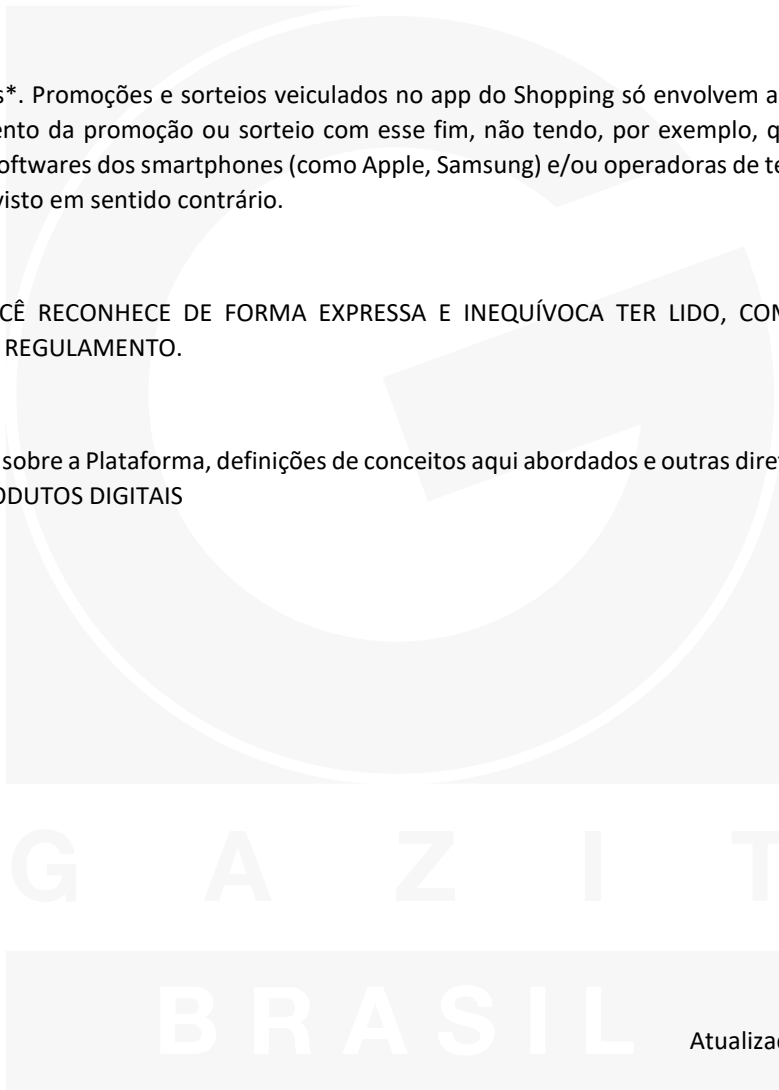 s*. Promoções e sorteios veiculados no app do Shopping só envolvem a
ento da promoção ou sorteio com esse fim, não tendo, por exemplo, q
oftwares dos smartphones (como Apple, Samsung) e/ou operadoras de te
visto em sentido contrário.
CÊ RECONHECE DE FORMA EXPRESSA E INEQUÍVOCA TER LIDO, COM
REGULAMENTO.
sobre a Plataforma, definições de conceitos aqui abordados e outras dire
ODUTOS DIGITAIS
G A Z I T
BRASIL
Atualizaç